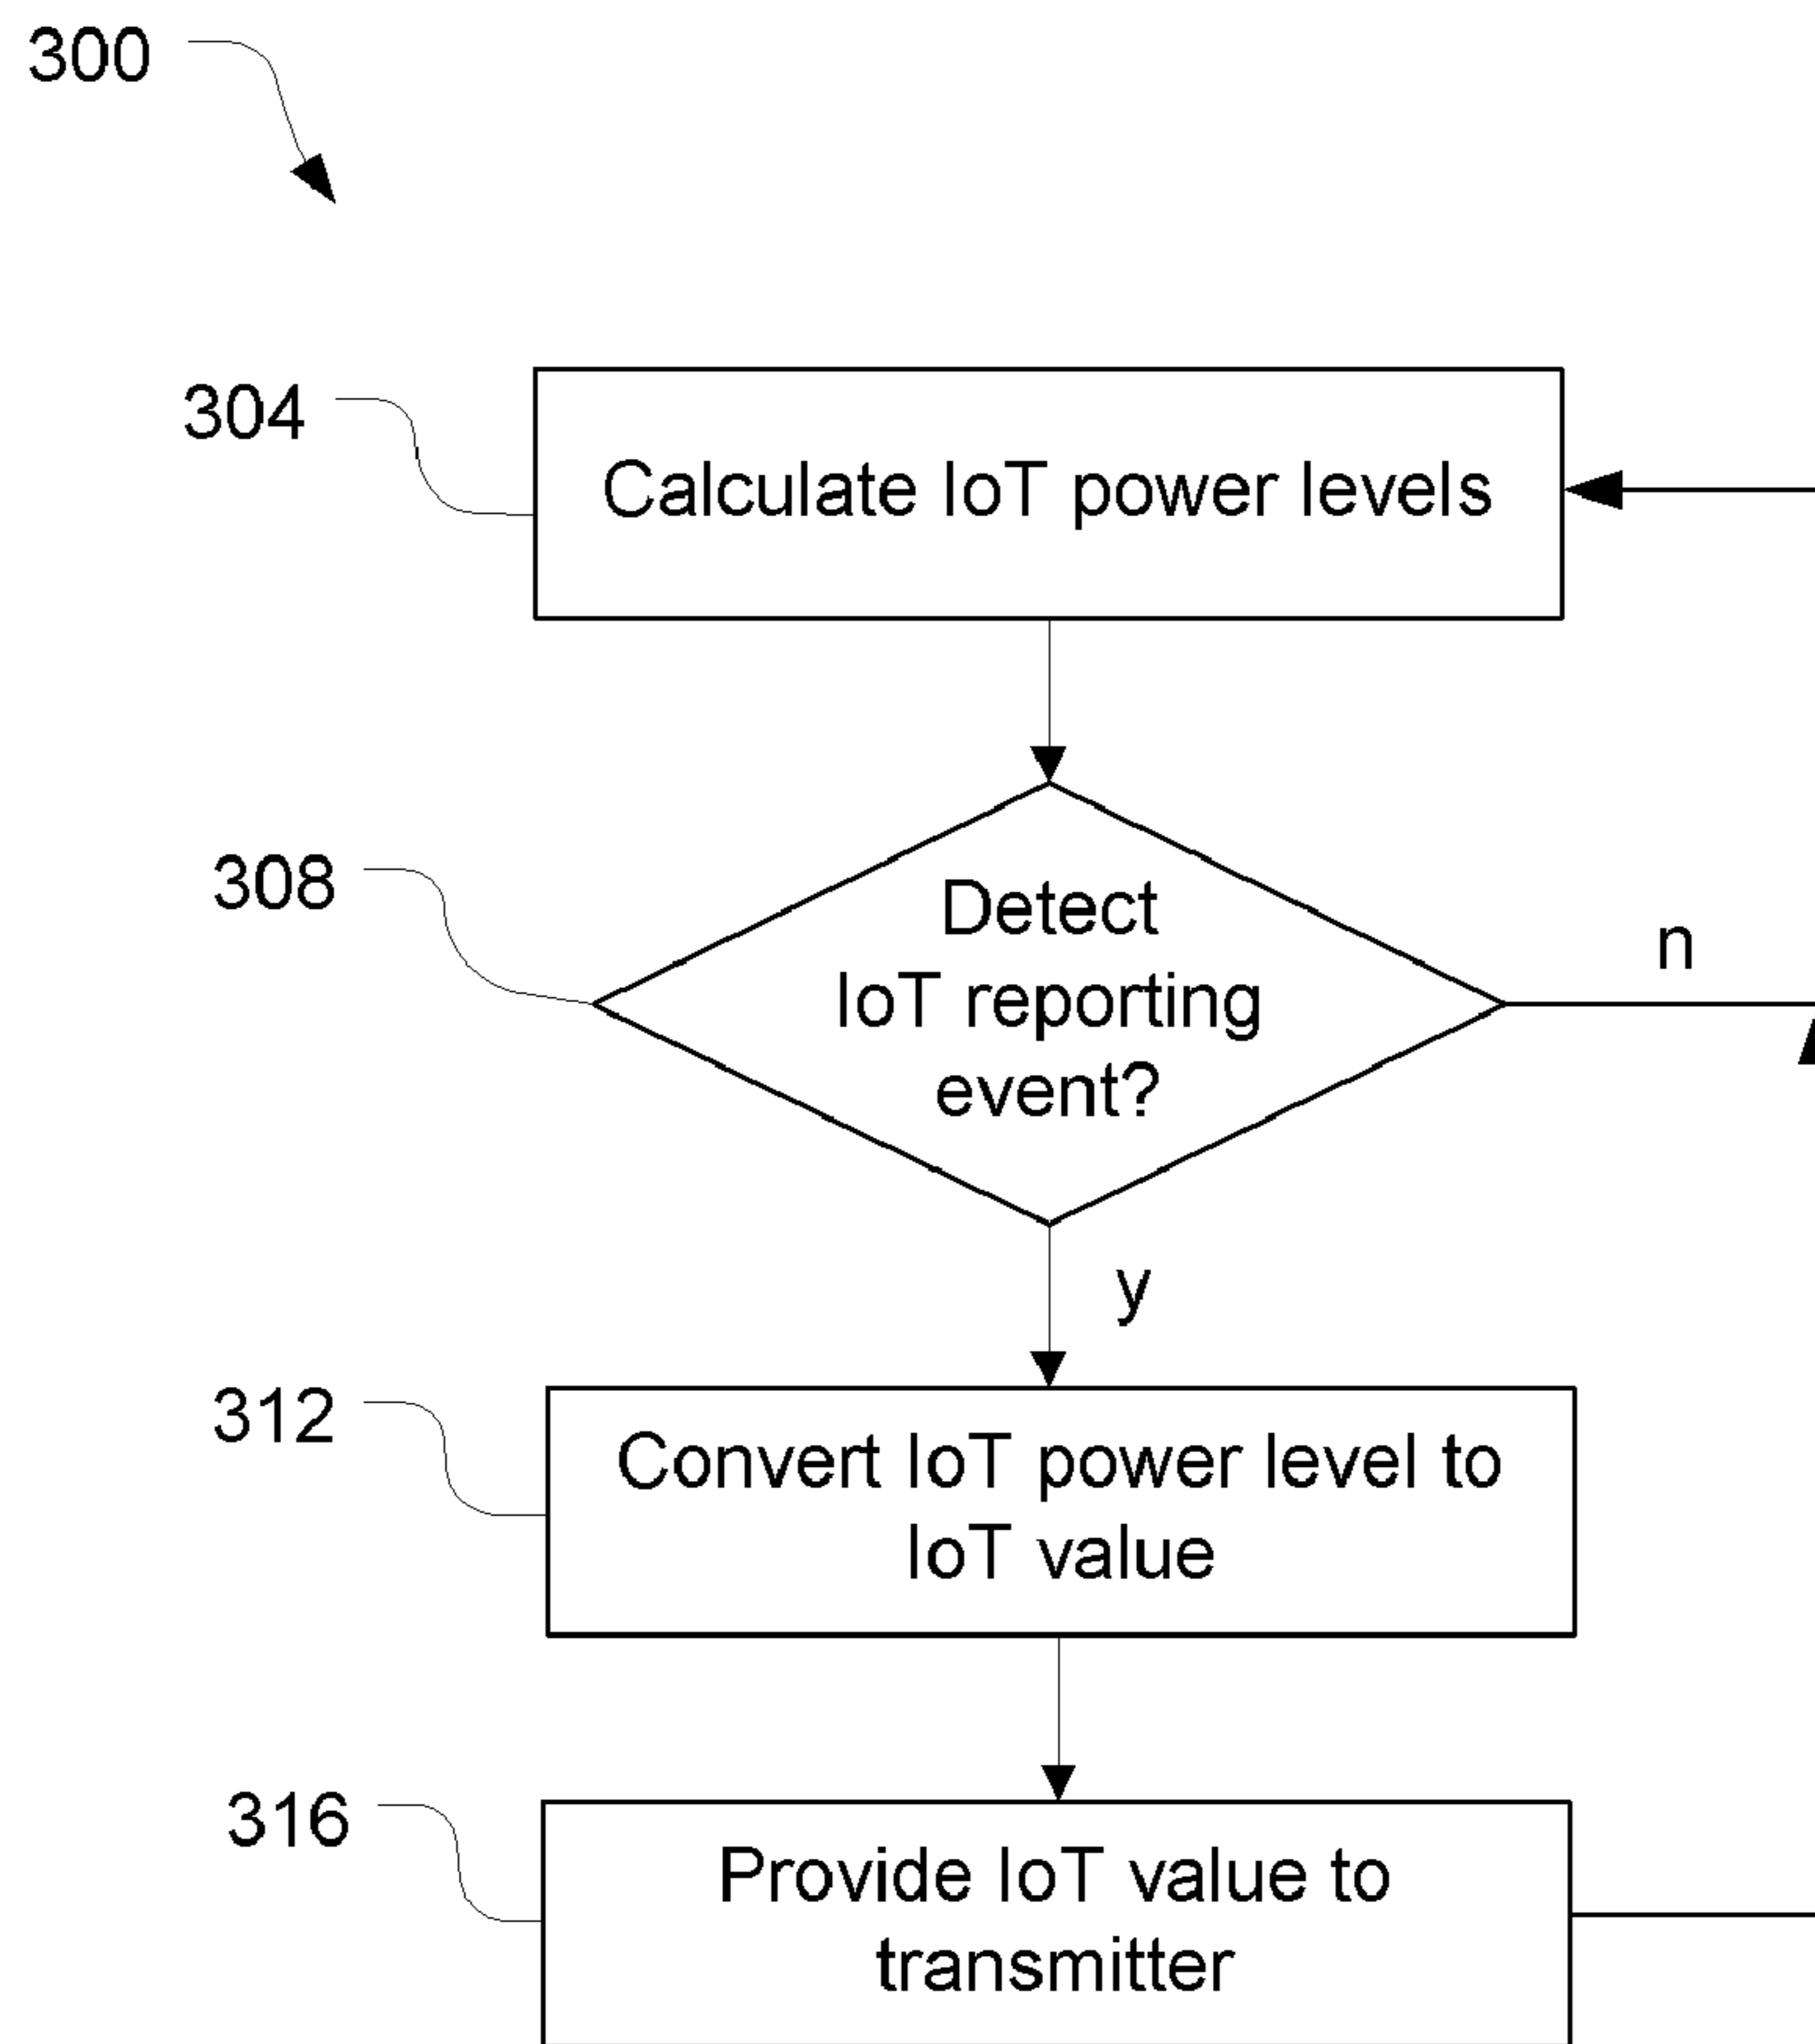 300
304
Calculate IoT power levels
308
Detect
IoT reporting
event?
n
y
312
Convert IoT power level to
IoT value
316
Provide IoT value to
transmitter